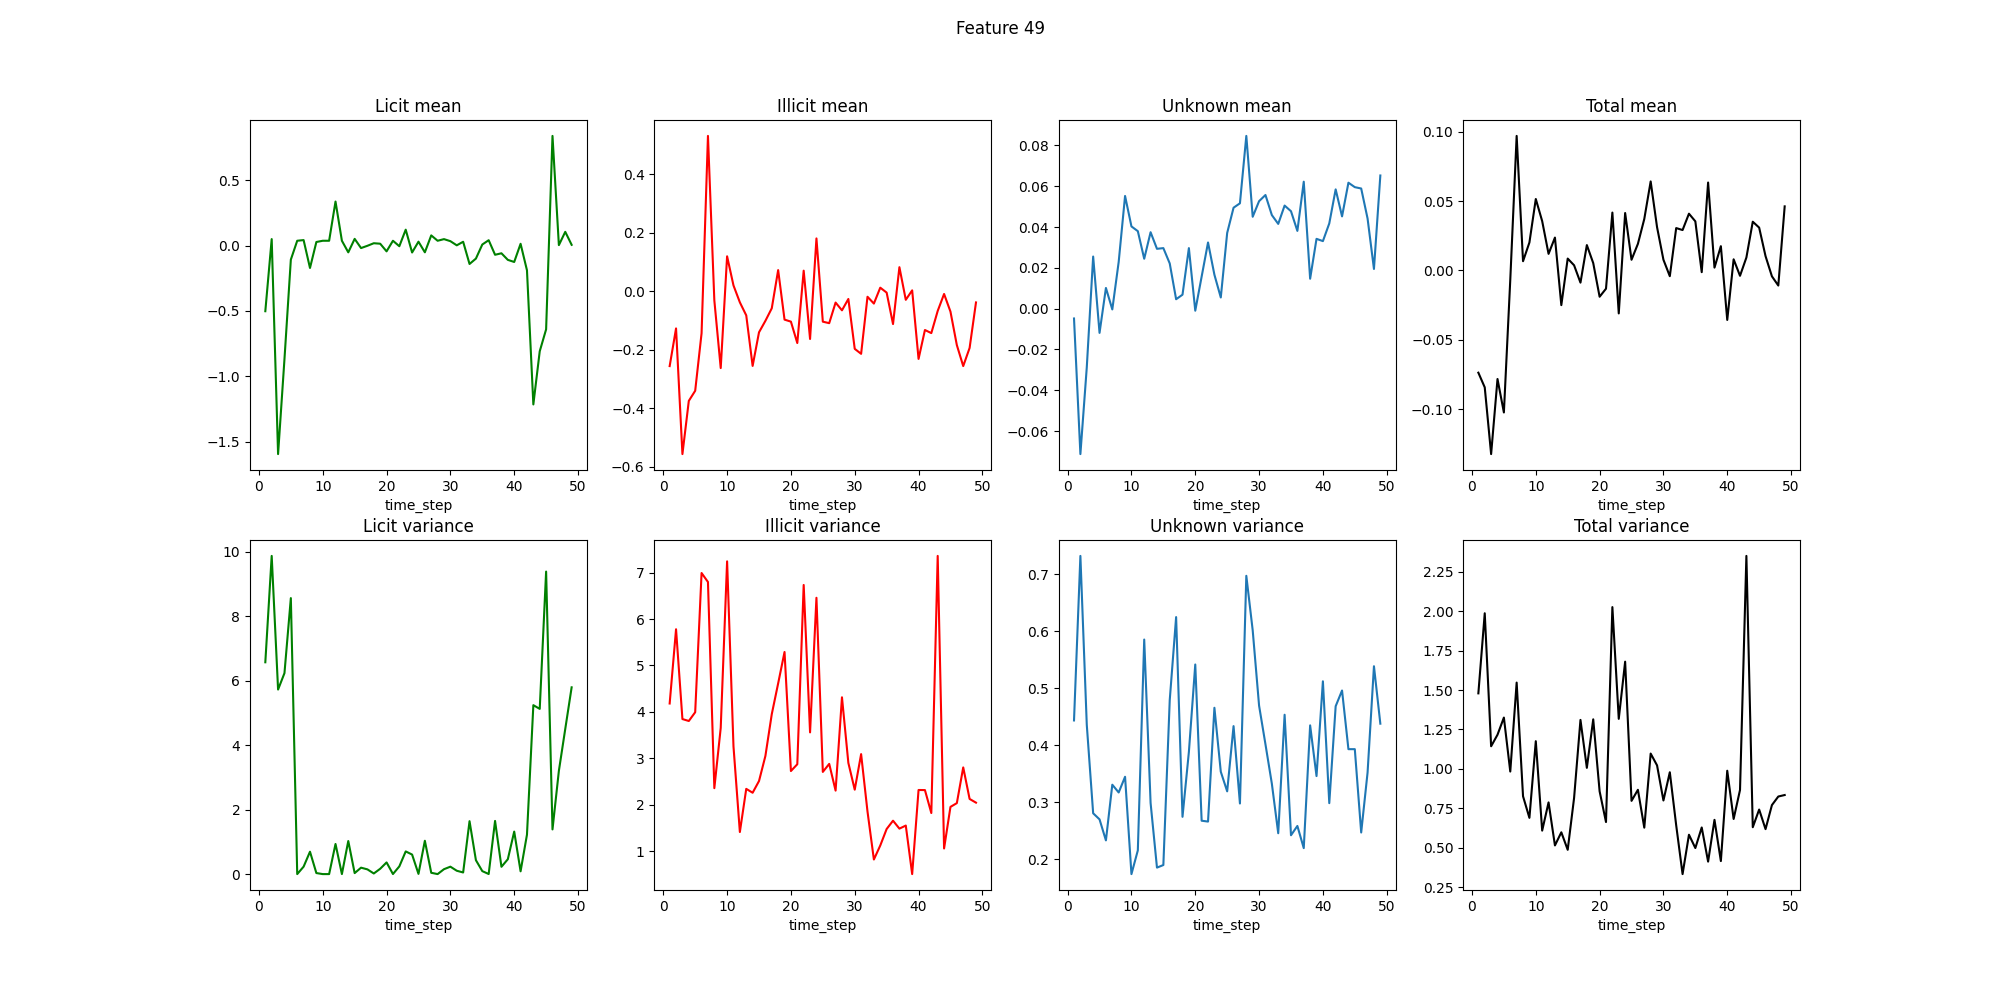 Feature 49
Licit mean Illicit mean Unknown mean Total mean
0.5
0.0
−0.5
−1.0
−1.5
0 10 20 30 40 50
time_step
0.4
0.2
0.0
−0.2
−0.4
−0.6
0 10 20 30 40 50
time_step
0.08
0.06
0.04
0.02
0.00
−0.02
−0.04
−0.06
0 10 20 30 40 50
time_step
0.10
0.05
0.00
−0.05
−0.10
0 10 20 30 40 50
time_step
Licit variance Illicit variance Unknown variance Total variance
10
8
6
4
2
0
0 10 20 30 40 50
time_step
7
6
5
4
3
2
1
0 10 20 30 40 50
time_step
0.7
0.6
0.5
0.4
0.3
0.2
0 10 20 30 40 50
time_step
2.25
2.00
1.75
1.50
1.25
1.00
0.75
0.50
0.25
0 10 20 30 40 50
time_step